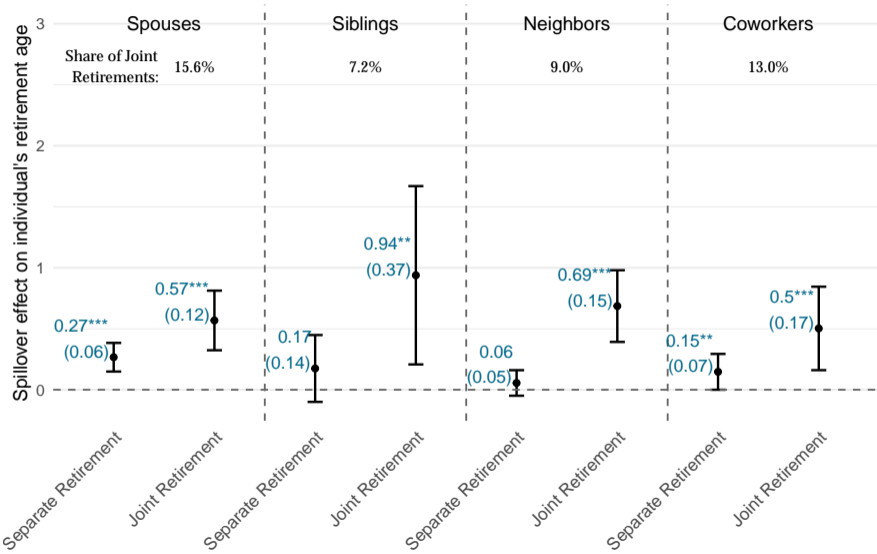 Spouses
Siblings
Neighbors
Coworkers
Share of Joint
Retirements:
15.6%
7.2%
9.0%
13.0%
Spillover effect on individual's retirement age
3
2
1
0
0.27***
(0.06)
0.57***
(0.12)
0.17
(0.14)
0.94**
(0.37)
0.06
(0.05)
0.69***
(0.15)
0.15**
(0.07)
0.5***
(0.17)
Separate Retirement
Joint Retirement
Separate Retirement
Joint Retirement
Separate Retirement
Joint Retirement
Separate Retirement
Joint Retirement